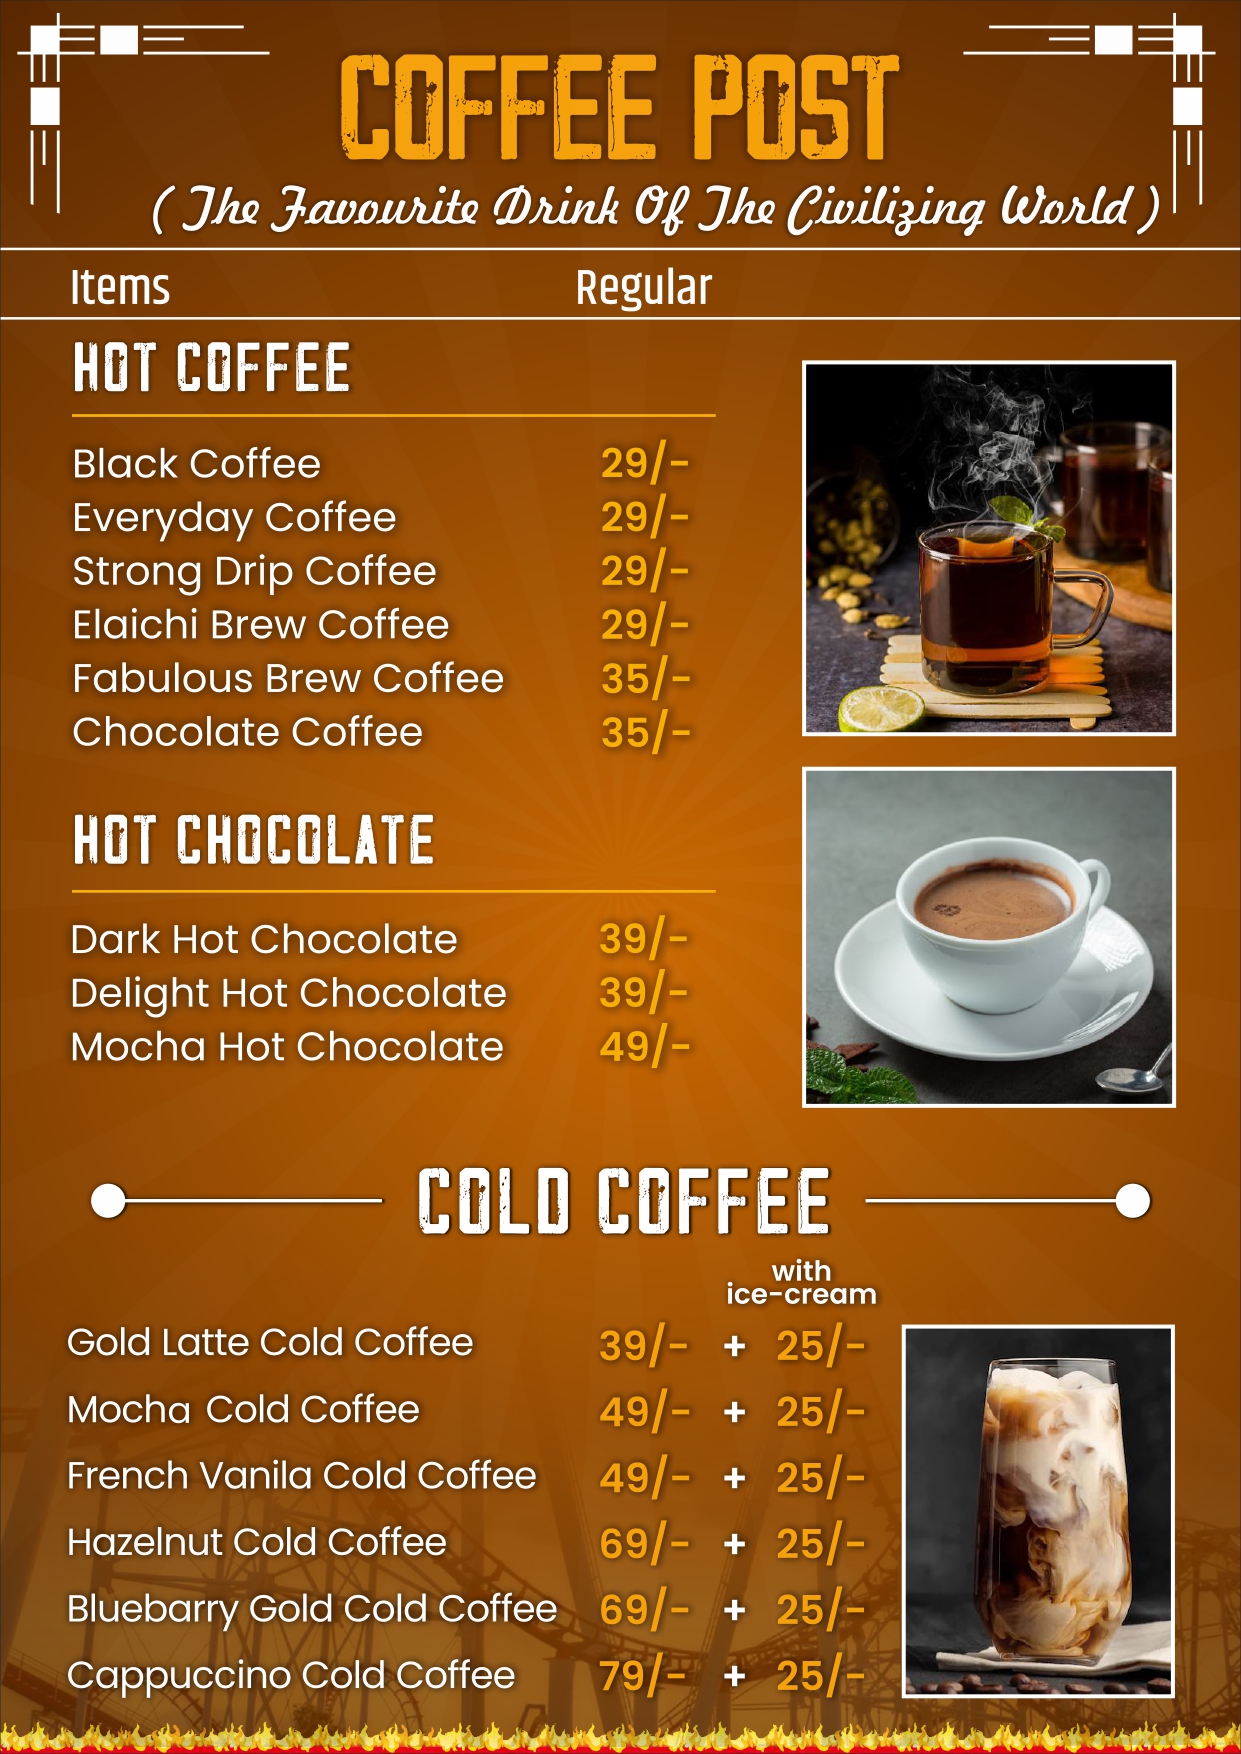 COFFEE POST
( The Favourite Drink Of The Civilizing World )
Items Regular
HOT COFFEE
Black Coffee 29/-
Everyday Coffee 29/-
Strong Drip Coffee 29/-
Elaichi Brew Coffee 29/-
Fabulous Brew Coffee 35/-
Chocolate Coffee 35/-
HOT CHOCOLATE
Dark Hot Chocolate 39/-
Delight Hot Chocolate 39/-
Mocha Hot Chocolate 49/-
COLD COFFEE
with
ice-cream
Gold Latte Cold Coffee 39/- + 25/-
Mocha Cold Coffee 49/- + 25/-
French Vanila Cold Coffee 49/- + 25/-
Hazelnut Cold Coffee 69/- + 25/-
Bluebarry Gold Cold Coffee 69/- + 25/-
Cappuccino Cold Coffee 79/- + 25/-